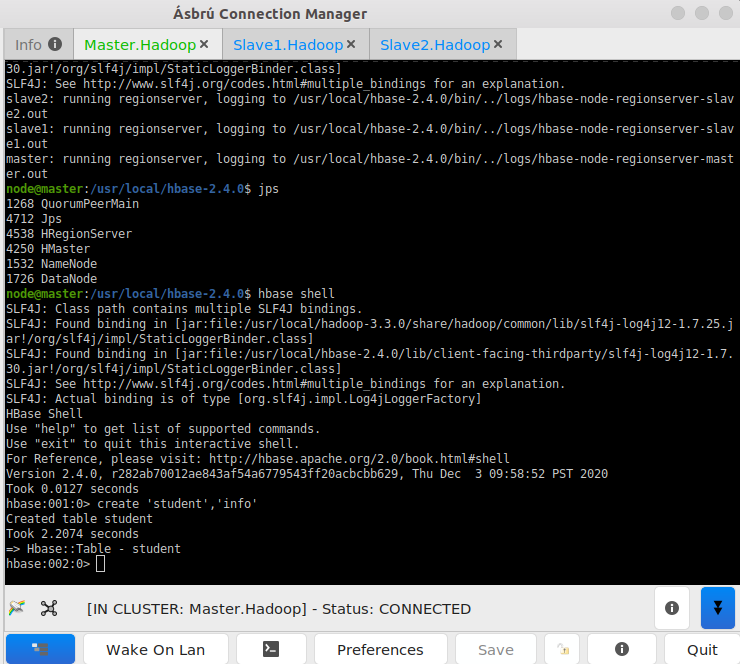 Ásbrú Connection Manager
Info
Master.Hadoop
Slave1.Hadoop
Slave2.Hadoop
30.jar!/org/slf4j/impl/StaticLoggerBinder.class]
SLF4J: See http://www.slf4j.org/codes.html#multiple_bindings for an explanation.
slave2: running regionserver, logging to /usr/local/hbase-2.4.0/bin/../logs/hbase-node-regionserver-slav
e2.out
slave1: running regionserver, logging to /usr/local/hbase-2.4.0/bin/../logs/hbase-node-regionserver-slav
e1.out
master: running regionserver, logging to /usr/local/hbase-2.4.0/bin/../logs/hbase-node-regionserver-mast
er.out
node@master:/usr/local/hbase-2.4.0$ jps
1268 QuorumPeerMain
4712 Jps
4538 HRegionServer
4250 HMaster
1532 NameNode
1726 DataNode
node@master:/usr/local/hbase-2.4.0$ hbase shell
SLF4J: Class path contains multiple SLF4J bindings.
SLF4J: Found binding in [jar:file:/usr/local/hadoop-3.3.0/share/hadoop/common/lib/slf4j-log4j12-1.7.25.j
ar!/org/slf4j/impl/StaticLoggerBinder.class]
SLF4J: Found binding in [jar:file:/usr/local/hbase-2.4.0/lib/client-facing-thirdparty/slf4j-log4j12-1.7.
30.jar!/org/slf4j/impl/StaticLoggerBinder.class]
SLF4J: See http://www.slf4j.org/codes.html#multiple_bindings for an explanation.
SLF4J: Actual binding is of type [org.slf4j.impl.Log4jLoggerFactory]
HBase Shell
Use "help" to get list of supported commands.
Use "exit" to quit this interactive shell.
For Reference, please visit: http://hbase.apache.org/2.0/book.html#shell
Version 2.4.0, r282ab70012ae843af54a6779543ff20acbcbb629, Thu Dec  3 09:58:52 PST 2020
Took 0.0127 seconds
hbase:001:0> create 'student','info'
Created table student
Took 2.2074 seconds
=> Hbase::Table - student
hbase:002:0>
[IN CLUSTER: Master.Hadoop] - Status: CONNECTED
Wake On Lan
Preferences
Save
Quit